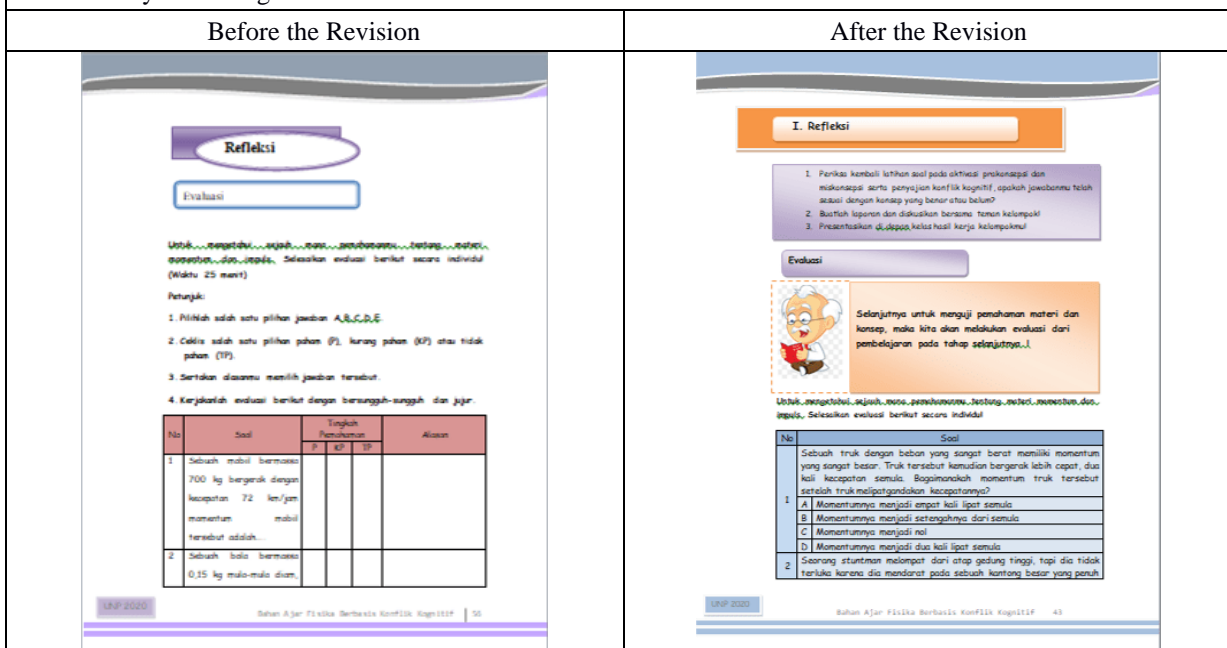 Before the Revision
After the Revision
Refleksi
Evaluasi
Untuk mengetahui sejauh mana pemahamanmu tentang materi
momentum dan impuls. Selesaikan evaluasi berikut secara individu!
(Waktu 25 menit)
Petunjuk:
1. Pilihlah salah satu pilihan jawaban A,B,C,D,E.
2. Ceklis salah satu pilihan paham (P), kurang paham (KP) atau tidak
paham (TP).
3. Sertakan alasanmu memilih jawaban tersebut.
4. Kerjakanlah evaluasi berikut dengan bersungguh-sungguh dan jujur.
No
Soal
Tingkah
Pemahaman
P KP TP
Aliasan
1 Sebuah mobil bermassa
700 kg bergerak dengan
kecepatan 72 km/jam
momentum mobil
tersebut adalah...
2 Sebuah bola bermassa
0,15 kg mula-mula diam,
UNP 2020
Bahan Ajar Fisika Berbasis Konflik Kognitif
I. Refleksi
1. Periksa kembali latihan soal pada aktivasi prakonsepsi dan
miskonsepsi serta penyajian konflik kognitif, apakah jawabanmu telah
sesuai dengan konsep yang benar atau belum?
2. Buatlah laporan dan diskusikan bersama teman kelompok!
3. Presentasikan di depan kelas hasil kerja kelompokmu!
Evaluasi
Selanjutnya untuk menguji pemahaman materi dan
konsep, maka kita akan melakukan evaluasi dari
pembelajaran pada tahap selanjutnya..!
Untuk mengetahui sejauh mana pemahamanmu tentang materi momentum dan
impuls. Selesaikan evaluasi berikut secara individu!
No Soal
1
Sebuah truk dengan beban yang sangat berat memiliki momentum
yang sangat besar. Truk tersebut kemudian bergerak lebih cepat, dua
kali kecepatan semula. Bagaimanakah momentum truk tersebut
setelah truk melipatgandakan kecepatannya?
A Momentumnya menjadi empat kali lipat semula
B Momentumnya menjadi setengahnya dari semula
C Momentumnya menjadi nol
D Momentumnya menjadi dua kali lipat semula
2 Seorang stuntman melompat dari atap gedung tinggi, tapi dia tidak
terluka karena dia mendarat pada sebuah kantong besar yang penuh
UNP 2020
Bahan Ajar Fisika Berbasis Konflik Kognitif 43